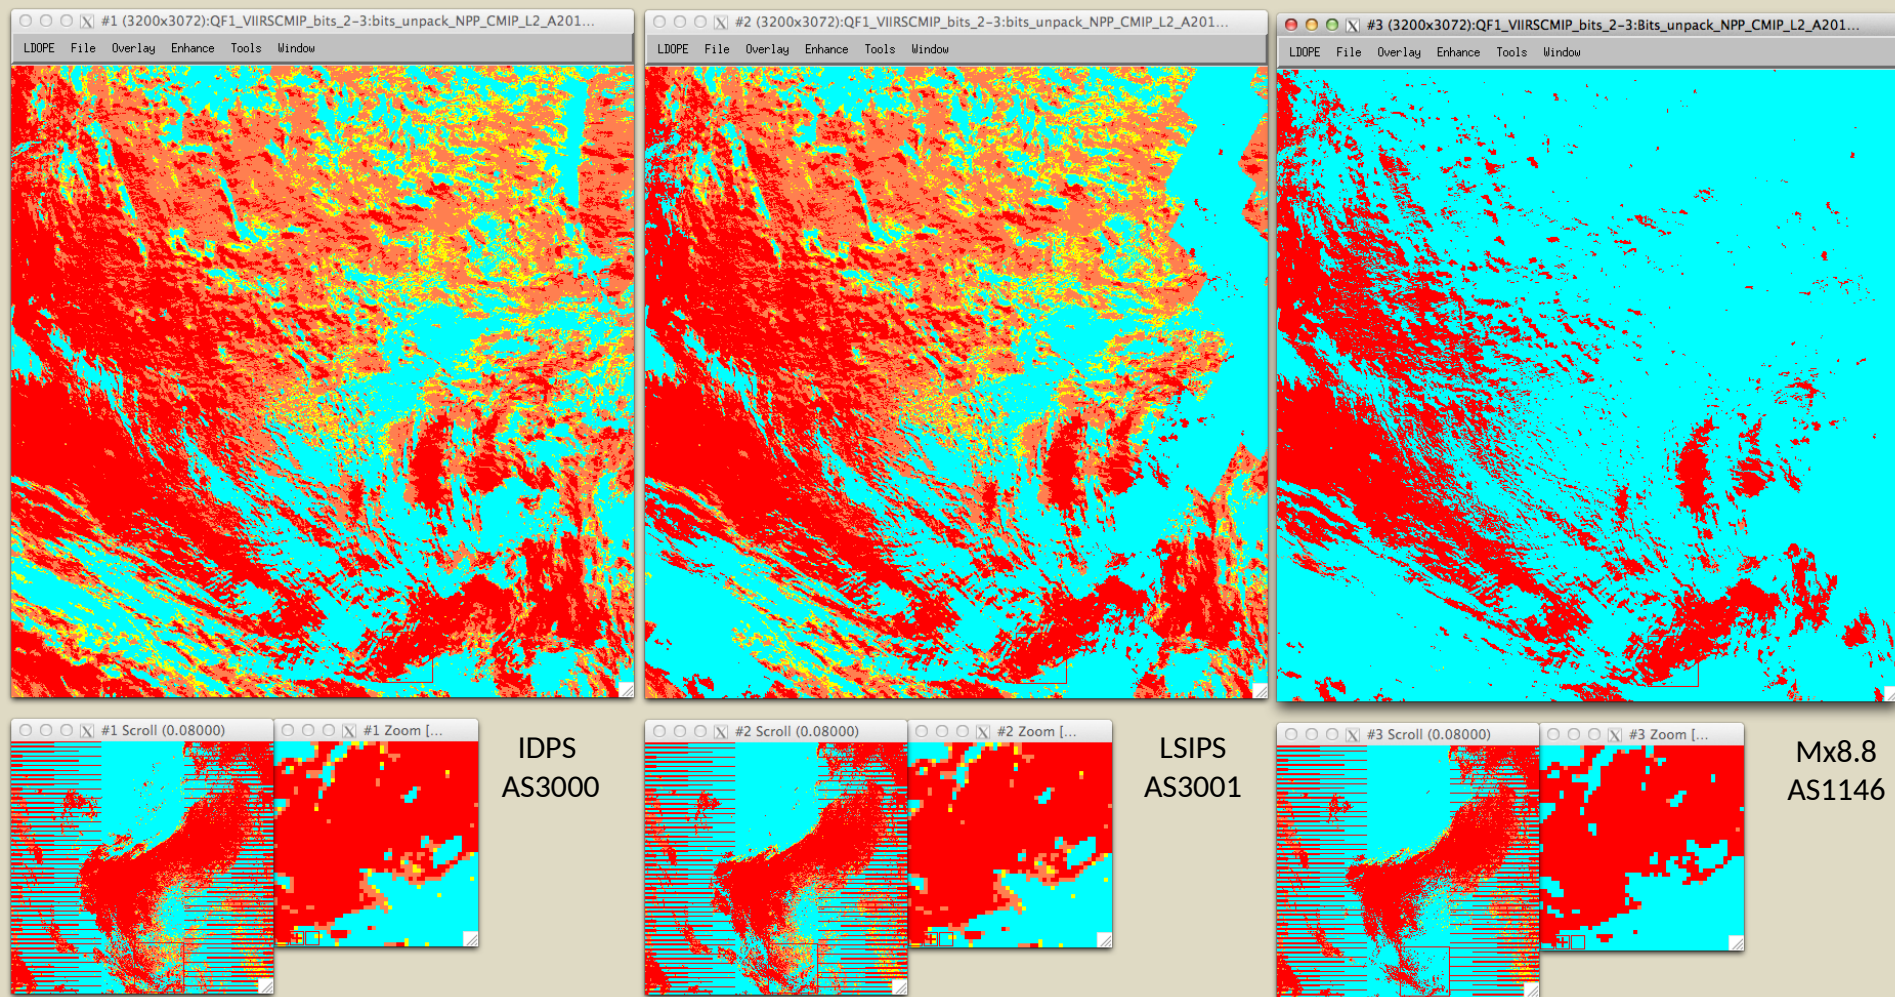 #1 (3200x3072):QF1_VIIRSCMIP_bits_2-3:bits_unpack_NPP_CMIP_L2_A201...
LDOPE File Overlay Enhance Tools Window
#2 (3200x3072):QF1_VIIRSCMIP_bits_2-3:bits_unpack_NPP_CMIP_L2_A201...
LDOPE File Overlay Enhance Tools Window
#3 (3200x3072):QF1_VIIRSCMIP_bits_2-3:Bits_unpack_NPP_CMIP_L2_A201...
LDOPE File Overlay Enhance Tools Window
#1 Scroll (0.08000)
#1 Zoom [...
IDPS
AS3000
#2 Scroll (0.08000)
#2 Zoom [...
LSIPS
AS3001
#3 Scroll (0.08000)
#3 Zoom [...
Mx8.8
AS1146